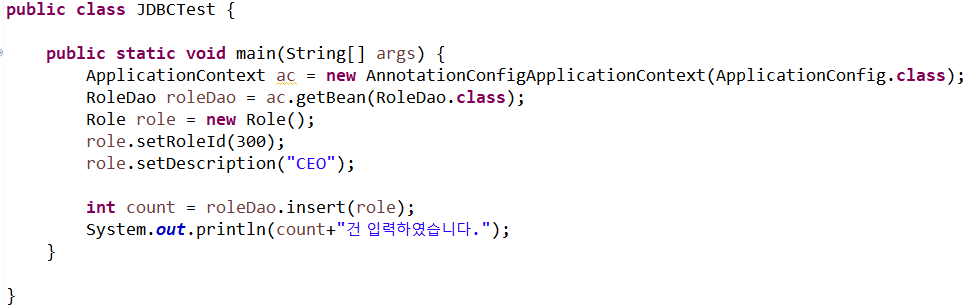 public class JDBCTest {
public static void main(String[] args) {
ApplicationContext ac = new AnnotationConfigApplicationContext(ApplicationConfig.class);
RoleDao roleDao = ac.getBean(RoleDao.class);
Role role = new Role();
role.setRoleId(300);
role.setDescription("CEO");
int count = roleDao.insert(role);
System.out.println(count+"건 입력하였습니다.");
}
}